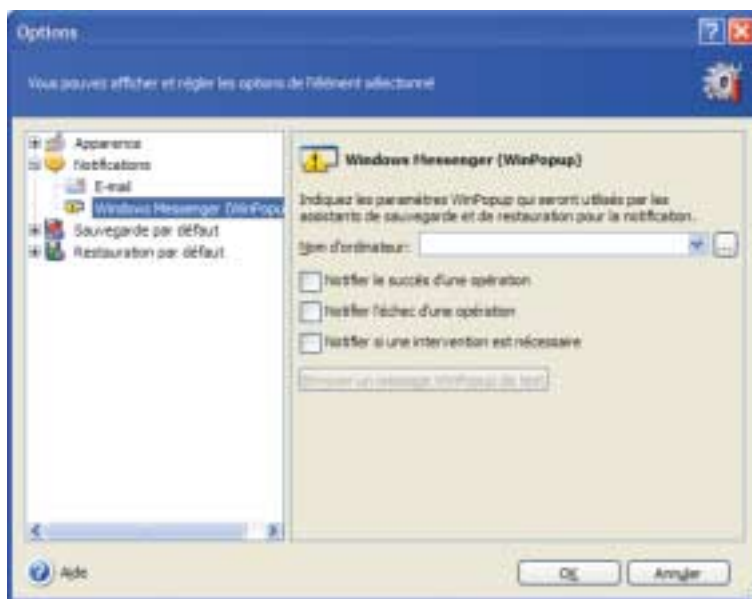 Options
Vous pouvez afficher et régler les options de l'élément sélectionné
Apparence
Notifications
E-mail
Windows Messenger (WinPopu
Sauvegarde par défaut
Restauration par défaut
Windows Messenger (WinPopup)
Indiquez les paramètres WinPopup qui seront utilisés par les
assistants de sauvegarde et de restauration pour la notification.
Nom d'ordinateur:
...
Notifier le succès d'une opération
Notifier l'échec d'une opération
Notifier si une intervention est nécessaire
Envoyer un message WinPopup de test
Aide
OK
Annuler